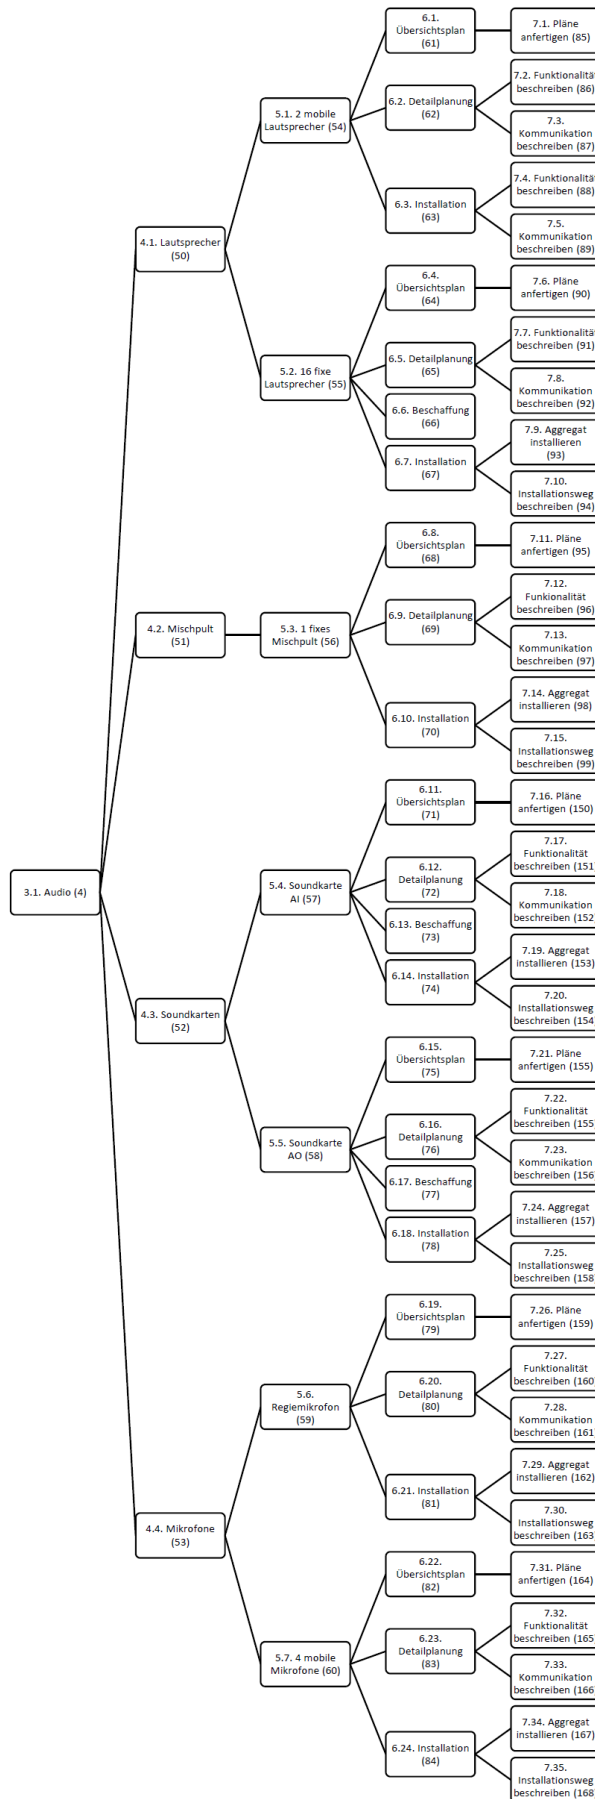 6.1.
Übersichtsplan
(61)
7.1. Pläne
anfertigen (85)
7.2. Funktionalität
beschreiben (86)
5.1. 2 mobile
Lautsprecher (54)
6.2. Detailplanung
(62)
7.3.
Kommunikation
beschreiben (87)
7.4. Funktionalität
beschreiben (88)
6.3. Installation
(63)
7.5.
Kommunikation
beschreiben (89)
4.1. Lautsprecher
(50)
6.4.
Übersichtsplan
(64)
7.6. Pläne
anfertigen (90)
7.7. Funktionalität
beschreiben (91)
5.2. 16 fixe
Lautsprecher (55)
6.5. Detailplanung
(65)
7.8.
Kommunikation
beschreiben (92)
6.6. Beschaffung
(66)
7.9. Aggregat
installieren
(93)
6.7. Installation
(67)
7.10.
Installationsweg
beschreiben (94)
6.8.
Übersichtsplan
(68)
7.11. Pläne
anfertigen (95)
7.12.
Funkionalität
beschreiben (96)
4.2. Mischpult
(51)
5.3. 1 fixes
Mischpult (56)
6.9. Detailplanung
(69)
7.13.
Kommunikation
beschreiben (97)
7.14. Aggregat
installieren (98)
6.10. Installation
(70)
7.15.
Installationsweg
beschreiben (99)
6.11.
Übersichtsplan
(71)
7.16. Pläne
anfertigen (150)
7.17.
Funktionalität
beschreiben (151)
3.1. Audio (4)
5.4. Soundkarte
AI (57)
6.12.
Detailplanung
(72)
7.18.
Kommunikation
beschreiben (152)
6.13. Beschaffung
(73)
7.19. Aggregat
installieren (153)
6.14. Installation
(74)
7.20.
Installationsweg
beschreiben (154)
4.3. Soundkarten
(52)
6.15.
Übersichtsplan
(75)
7.21. Pläne
anfertigen (155)
7.22.
Funktionalität
beschreiben (155)
5.5. Soundkarte
AO (58)
6.16.
Detailplanung
(76)
7.23.
Kommunikation
beschreiben (156)
6.17. Beschaffung
(77)
7.24. Aggregat
installieren (157)
6.18. Installation
(78)
7.25.
Installationsweg
beschreiben (158)
6.19.
Übersichtsplan
(79)
7.26. Pläne
anfertigen (159)
7.27.
Funktionalität
beschreiben (160)
5.6.
Regiemikrofon
(59)
6.20.
Detailplanung
(80)
7.28.
Kommunikation
beschreiben (161)
7.29. Aggregat
installieren (162)
6.21. Installation
(81)
7.30.
Installationsweg
beschreiben (163)
4.4. Mikrofone
(53)
6.22.
Übersichtsplan
(82)
7.31. Pläne
anfertigen (164)
7.32.
Funktionalität
beschreiben (165)
5.7. 4 mobile
Mikrofone (60)
6.23.
Detailplanung
(83)
7.33.
Kommunikation
beschreiben (166)
7.34. Aggregat
installieren (167)
6.24. Installation
(84)
7.35.
Installationsweg
beschreiben (168)